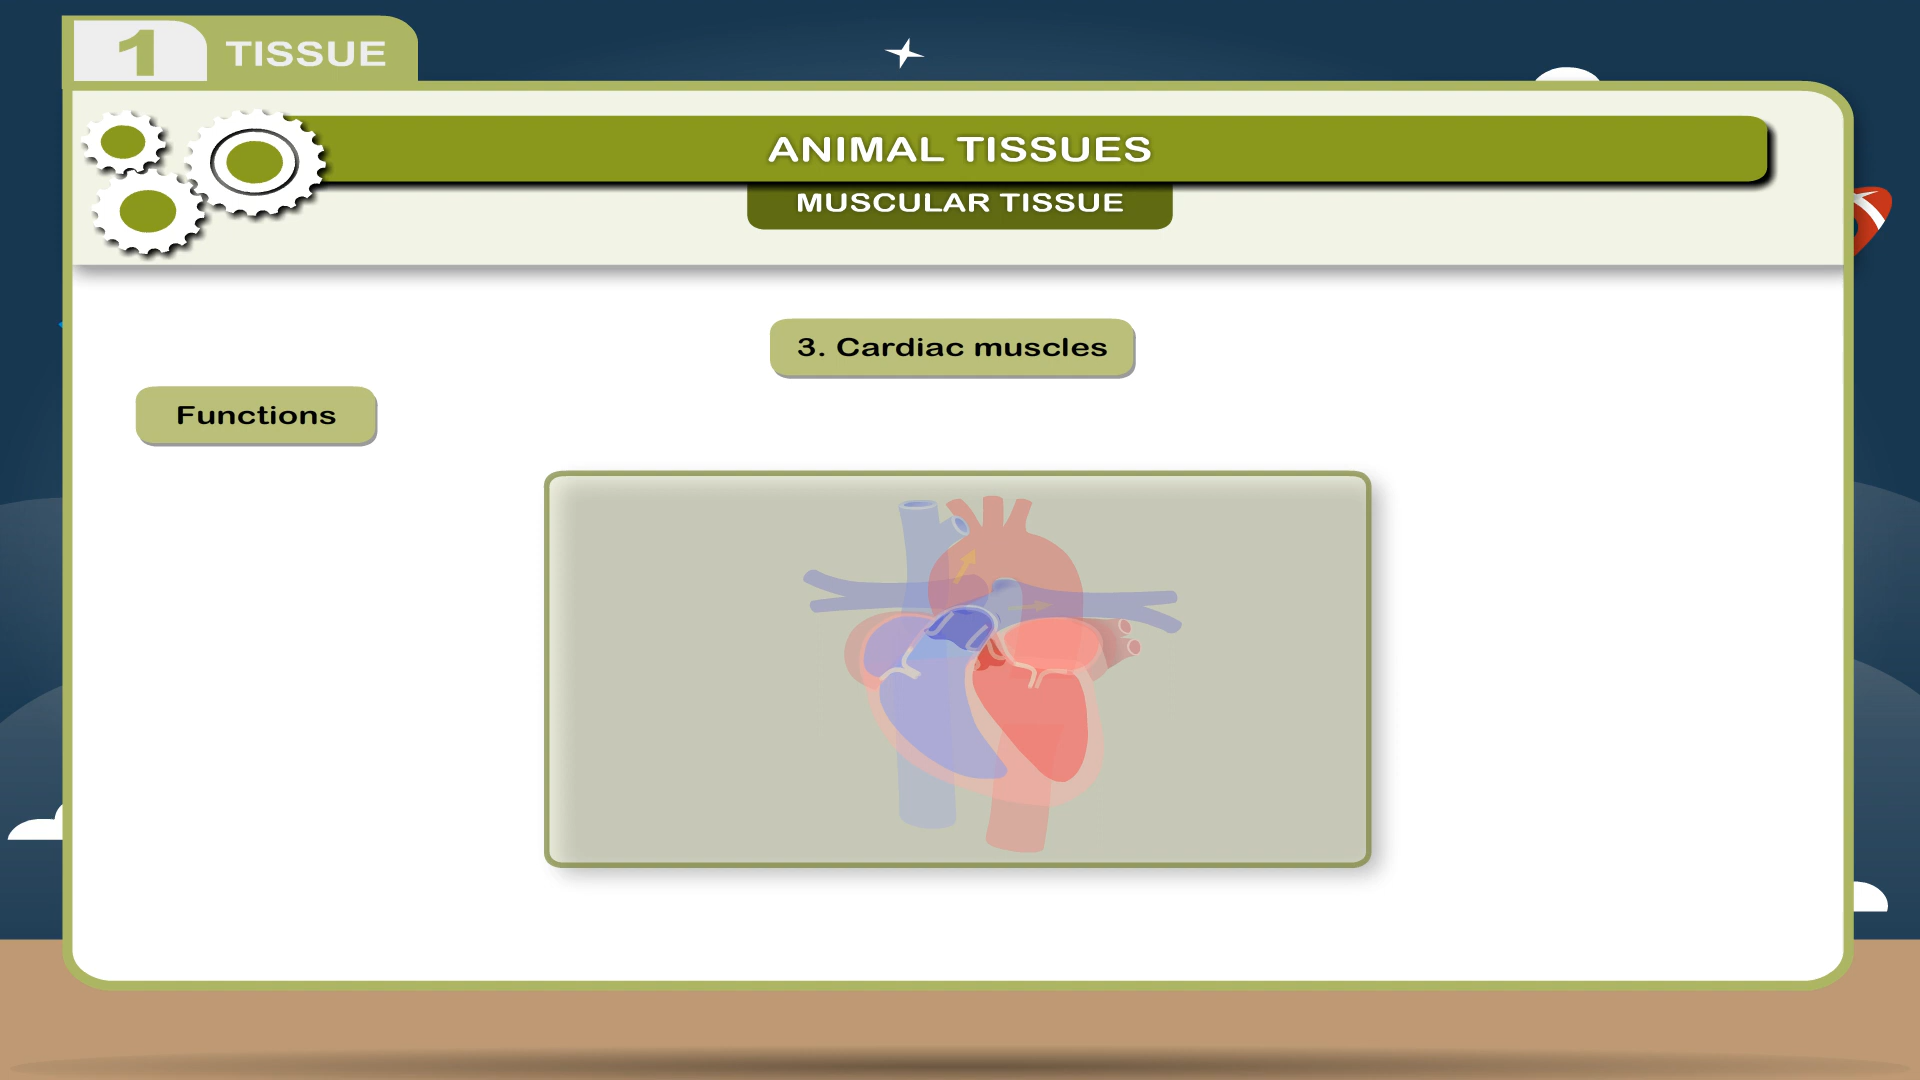 1 TISSUE
ANIMAL TISSUES
MUSCULAR TISSUE
3. Cardiac muscles
Functions